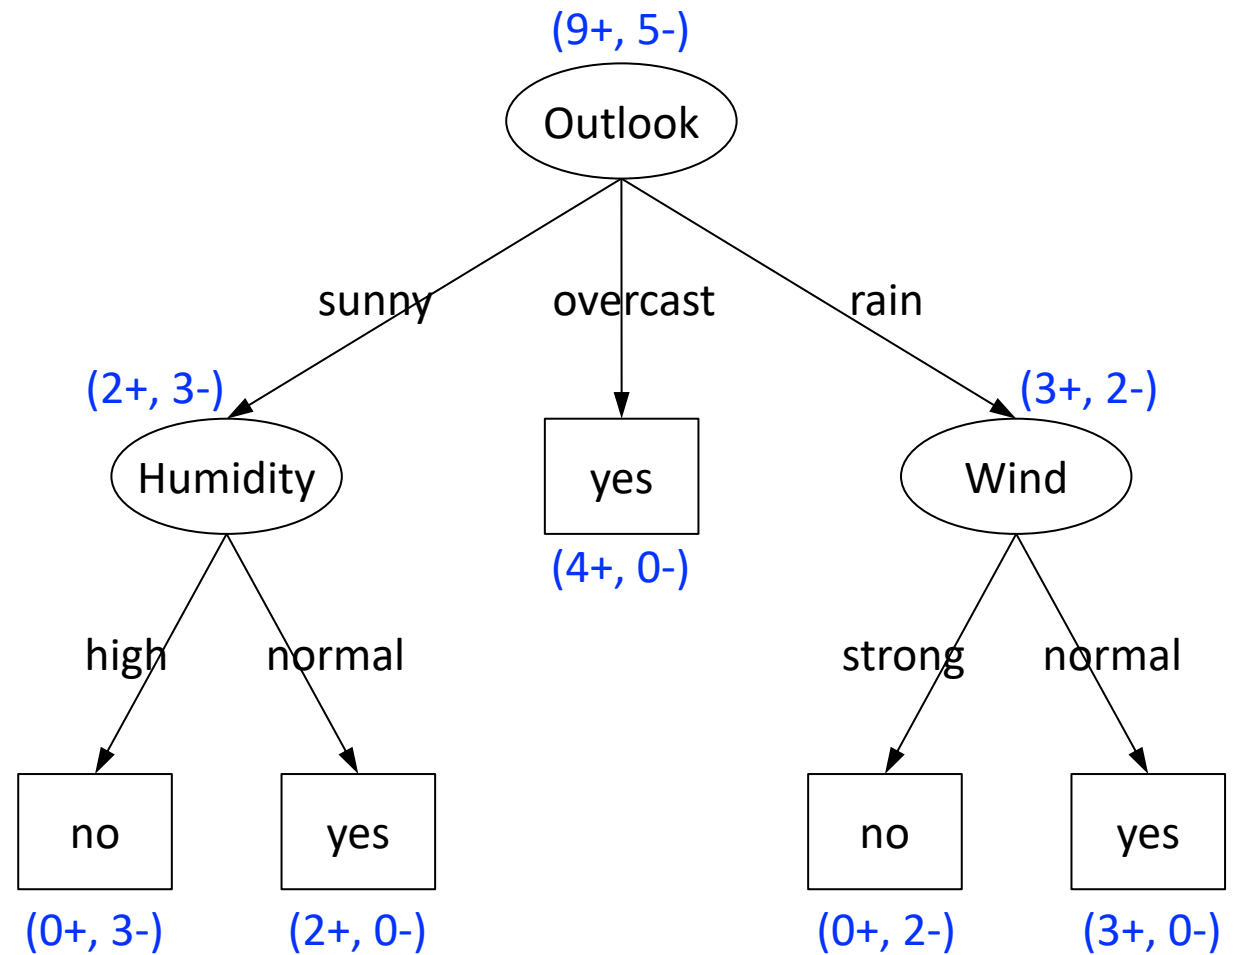 (9+, 5-)
Outlook
sunny
overcast
rain
(2+, 3-)
(3+, 2-)
Humidity
yes
Wind
(4+, 0-)
high
normal
strong
normal
no
yes
no
yes
(0+, 3-)
(2+, 0-)
(0+, 2-)
(3+, 0-)